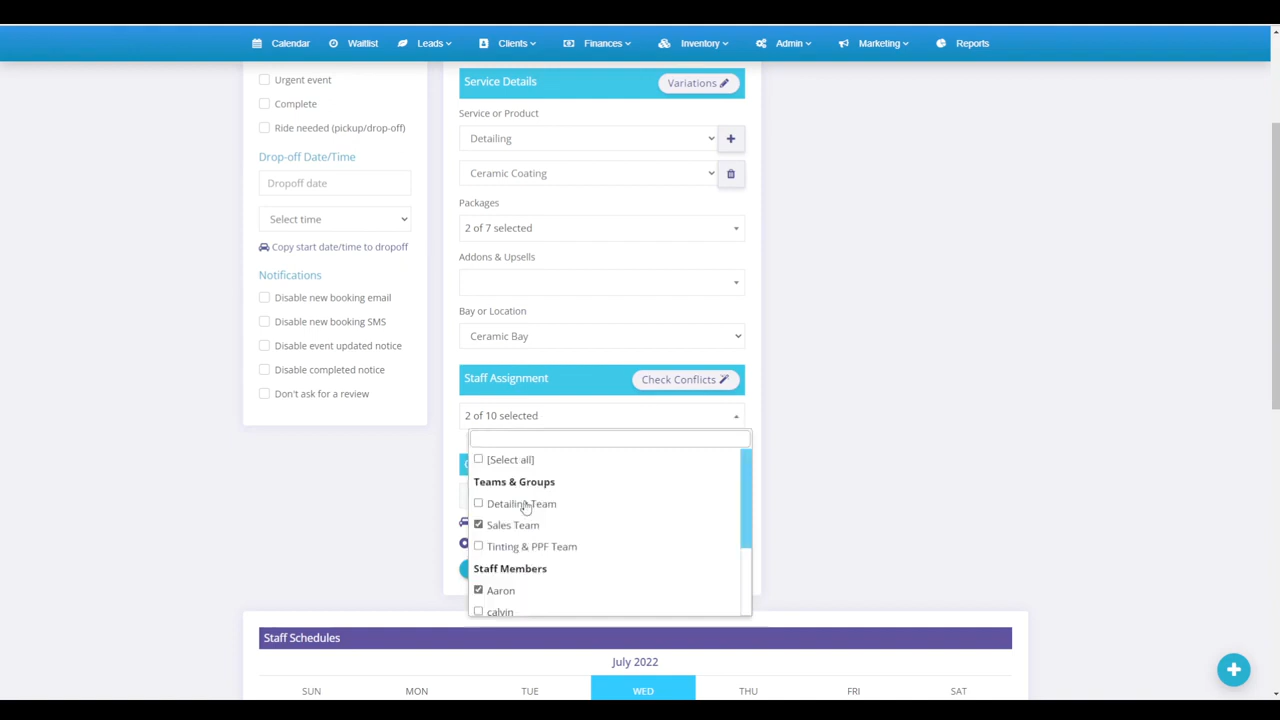 Calendar Waitlist Leads Clients Finances Inventory Admin Marketing Reports
Urgent event
Complete
Ride needed (pickup/drop-off)
Drop-off Date/Time
Dropoff date
Select time
Copy start date/time to dropoff
Notifications
Disable new booking email
Disable new booking SMS
Disable event updated notice
Disable completed notice
Don't ask for a review
Service Details Variations
Service or Product
Detailing
Ceramic Coating
Packages
2 of 7 selected
Addons & Upsells
Bay or Location
Ceramic Bay
Staff Assignment Check Conflicts
2 of 10 selected
[Select all]
Teams & Groups
Detailing Team
Sales Team
Tinting & PPF Team
Staff Members
Aaron
calvin
Staff Schedules
July 2022
SUN MON TUE WED THU FRI SAT